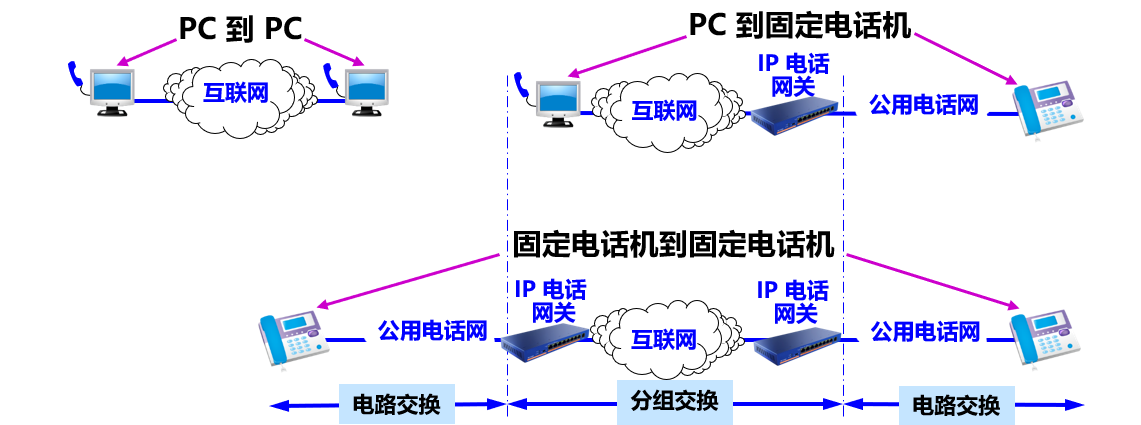 PC 到 PC
互联网
PC 到固定电话机
互联网
IP 电话
网关
公用电话网
固定电话机到固定电话机
公用电话网
IP 电话
网关
互联网
IP 电话
网关
公用电话网
电路交换
分组交换
电路交换